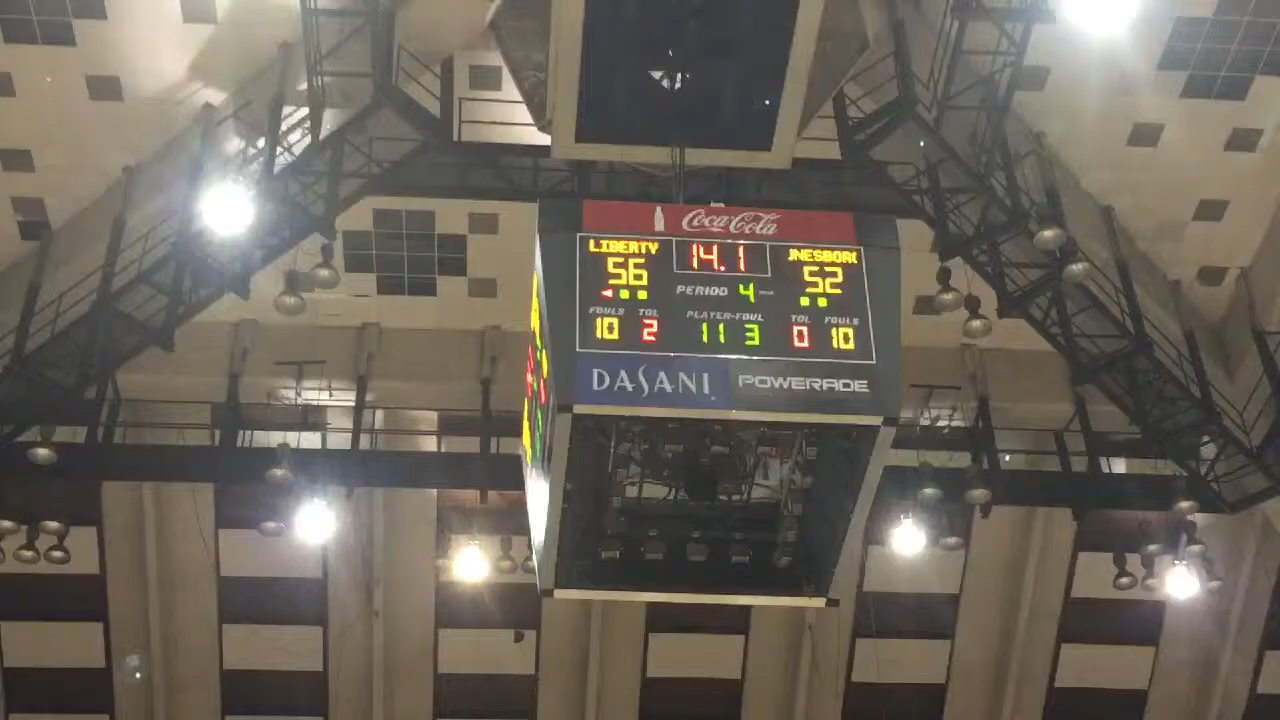 Coca-Cola
LIBERTY 14.1 JNESBOR(
56 52
PERIOD 4
FOULS TOL PLAYER-FOUL TOL FOULS
10 2 11 3 0 10
DASANI POWERADE